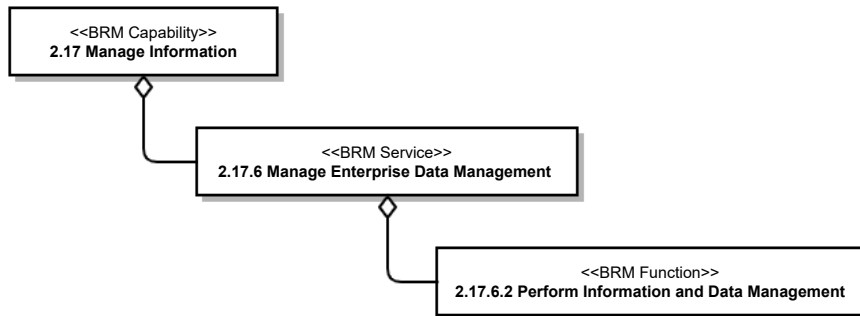 <<BRM Capability>>
2.17 Manage Information
<<BRM Service>>
2.17.6 Manage Enterprise Data Management
<<BRM Function>>
2.17.6.2 Perform Information and Data Management